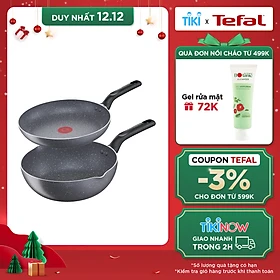 DUY NHẤT 12.12
TIKI x Tefal
QUÀ ĐƠN NỒI CHẢO TỪ 499K
Gel rửa mặt
72K
COUPON TEFAL
-3%
CHO ĐƠN TỪ 599K
TIKINOW
GIAO NHANH
TRONG 2H
*Số lượng quà tặng có hạn
*Kiểm tra giỏ hàng trước khi thanh toán